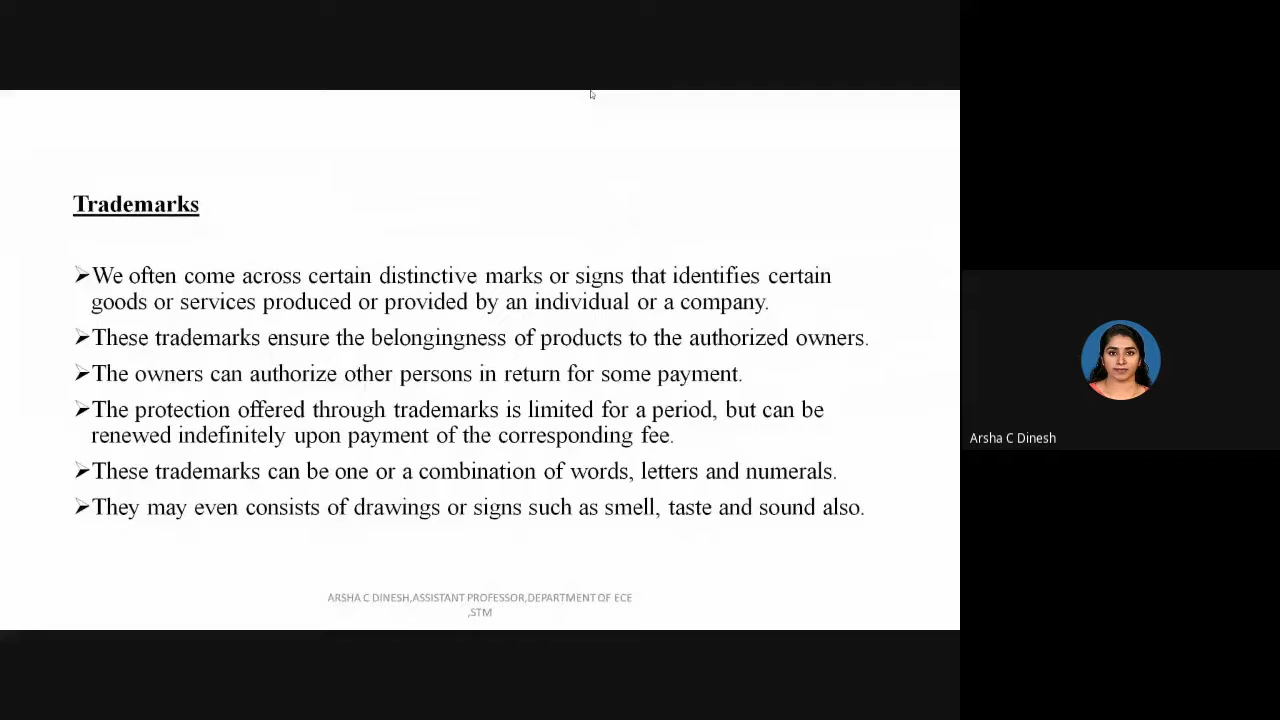 Trademarks
➢We often come across certain distinctive marks or signs that identifies certain
goods or services produced or provided by an individual or a company.
➢These trademarks ensure the belongingness of products to the authorized owners.
➢The owners can authorize other persons in return for some payment.
➢The protection offered through trademarks is limited for a period, but can be
renewed indefinitely upon payment of the corresponding fee.
➢These trademarks can be one or a combination of words, letters and numerals.
➢They may even consists of drawings or signs such as smell, taste and sound also.
ARSHA C DINESH,ASSISTANT PROFESSOR,DEPARTMENT OF ECE
,STM
Arsha C Dinesh